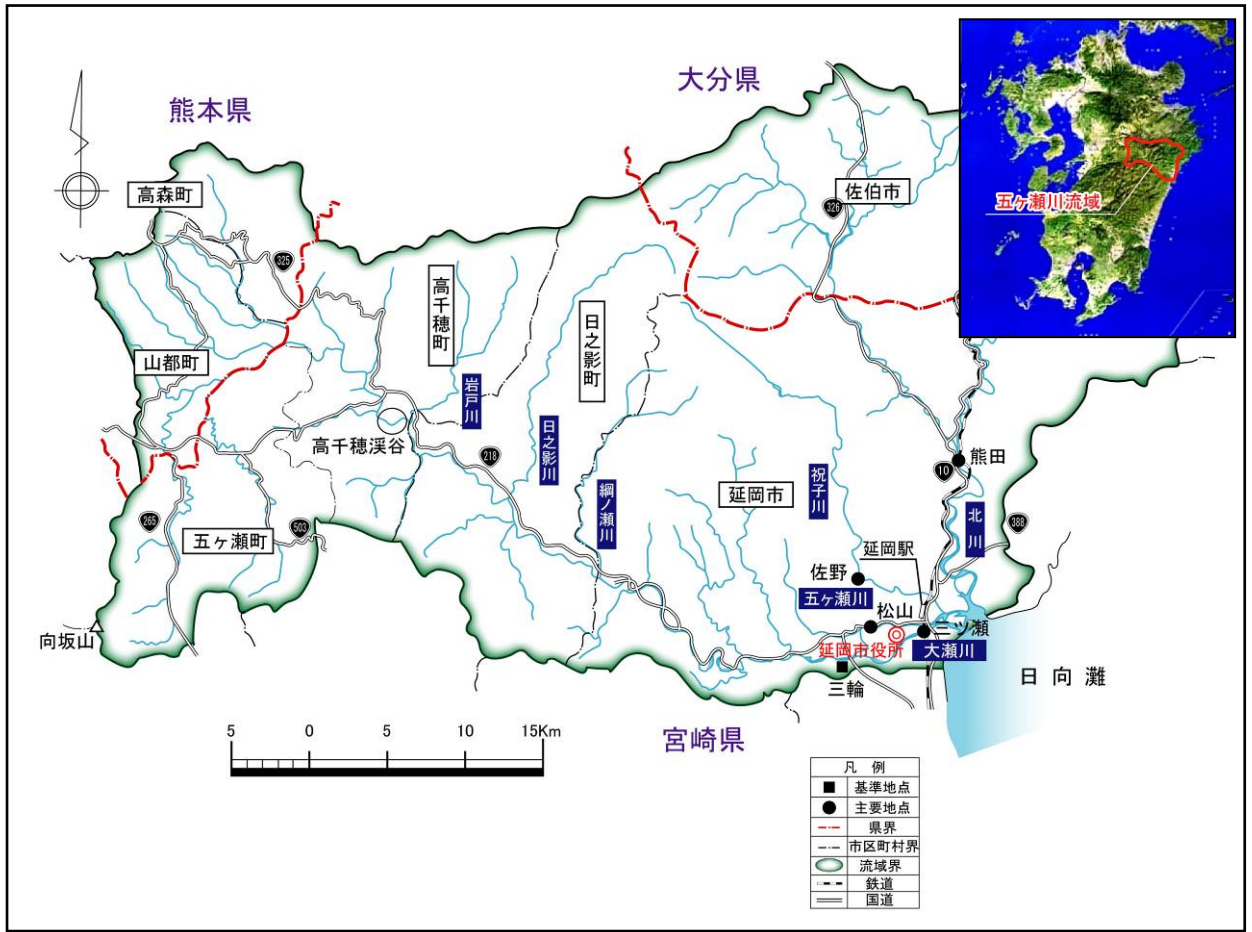 熊本県
大分県
五ヶ瀬川流域
高森町
佐伯市
326
325
高千穂町
日之影町
山都町
岩戸川
日之影川
綱ノ瀬川
高千穂渓谷
218
祝子川
延岡市
熊田
10
北川
388
265
503
五ヶ瀬町
延岡駅
佐野
五ヶ瀬川
松山
三ツ瀬
延岡市役所
大瀬川
向坂山
三輪
日向灘
宮崎県
5 0 5 10 15Km
凡例
基準地点
主要地点
県界
市区町村界
流域界
鉄道
国道